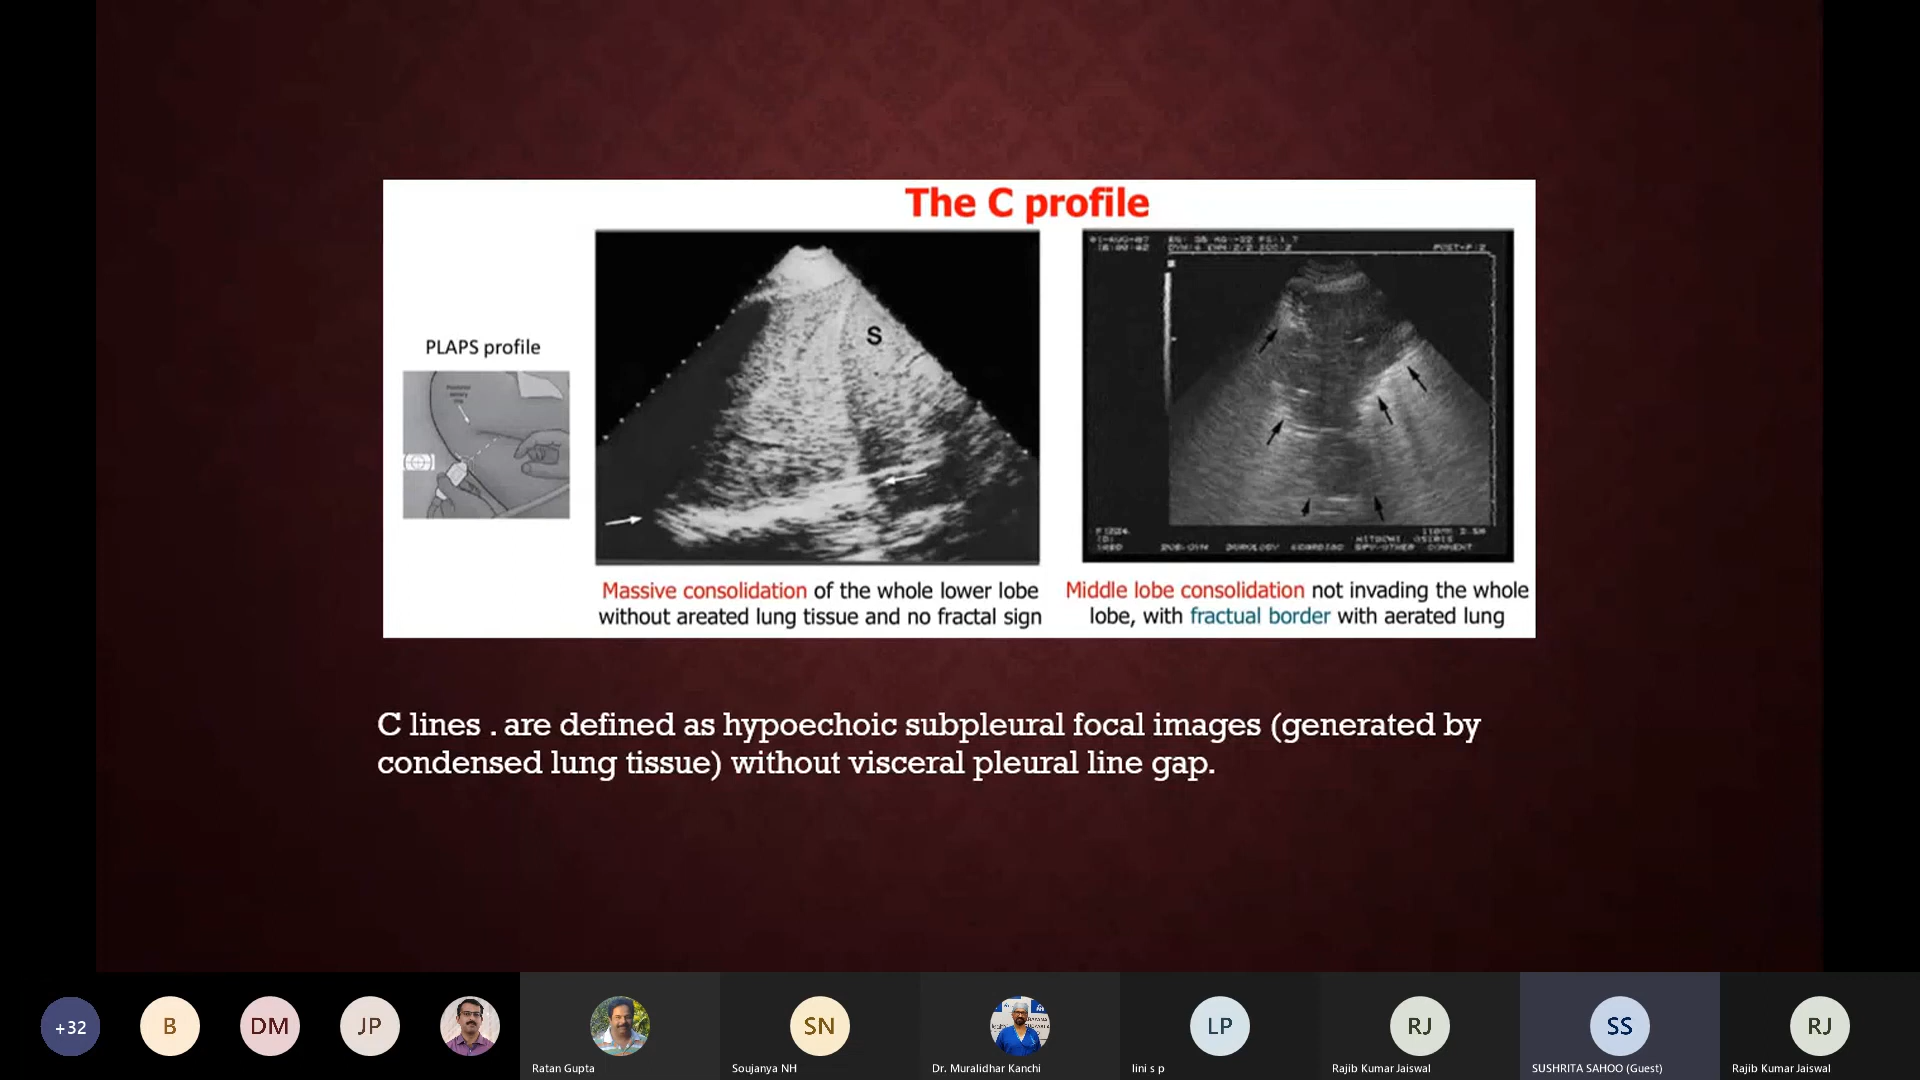 The C profile
PLAPS profile
S
Massive consolidation of the whole lower lobe
without areated lung tissue and no fractal sign
Middle lobe consolidation not invading the whole
lobe, with fractual border with aerated lung
C lines . are defined as hypoechoic subpleural focal images (generated by
condensed lung tissue) without visceral pleural line gap.
+32
B
DM
JP
Ratan Gupta
SN
Soujanya NH
Dr. Muralidhar Kanchi
LP
lini s p
RJ
Rajib Kumar Jaiswal
SS
SUSHRITA SAHOO (Guest)
RJ
Rajib Kumar Jaiswal